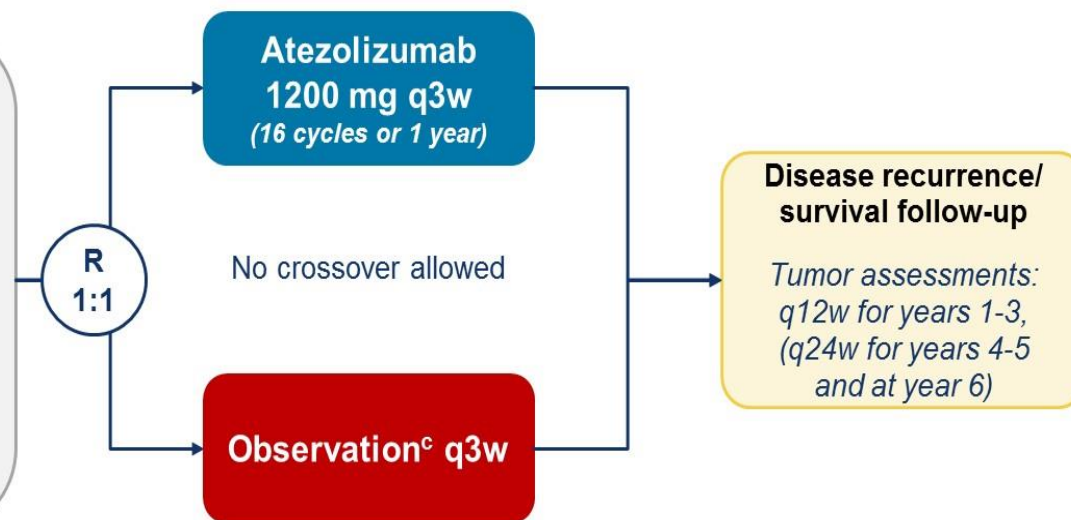 Atezolizumab
1200 mg q3w
(16 cycles or 1 year)
R
1:1
No crossover allowed
Observationᶜ q3w
Disease recurrence/
survival follow-up
Tumor assessments:
q12w for years 1-3,
(q24w for years 4-5
and at year 6)